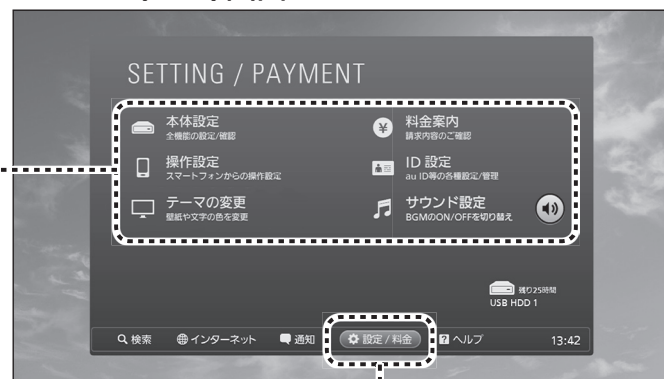 SETTING / PAYMENT
本体設定
全機能の設定/確認
料金案内
請求内容のご確認
操作設定
スマートフォンからの操作設定
ID 設定
au ID等の各種設定/管理
テーマの変更
壁紙や文字の色を変更
サウンド設定
BGMのON/OFFを切り替え
残り25時間
USB HDD 1
検索
インターネット
通知
設定 / 料金
ヘルプ
13:42